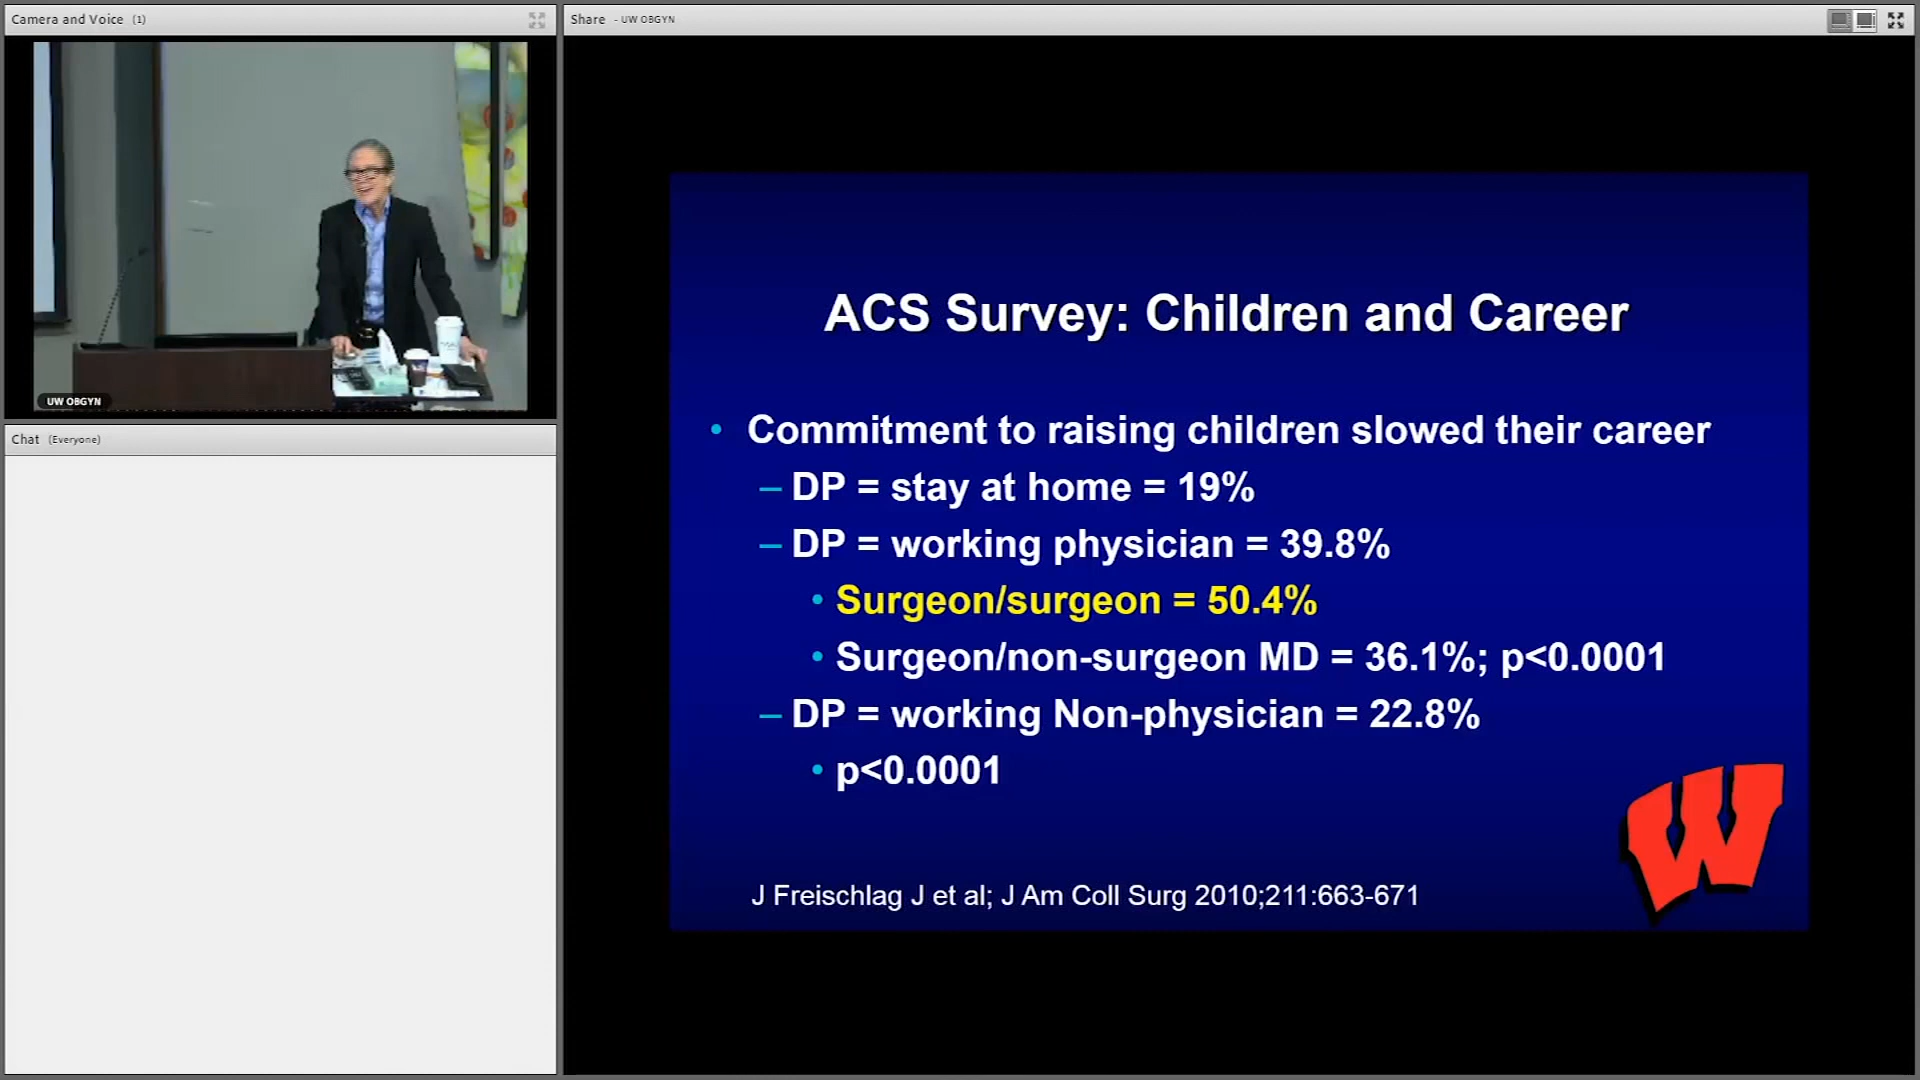 Camera and Voice (1)
UW OBGYN
Chat (Everyone)
Share - UW OBGYN
ACS Survey: Children and Career
• Commitment to raising children slowed their career
– DP = stay at home = 19%
– DP = working physician = 39.8%
• Surgeon/surgeon = 50.4%
• Surgeon/non-surgeon MD = 36.1%; p<0.0001
– DP = working Non-physician = 22.8%
• p<0.0001
J Freischlag J et al; J Am Coll Surg 2010;211:663-671
W